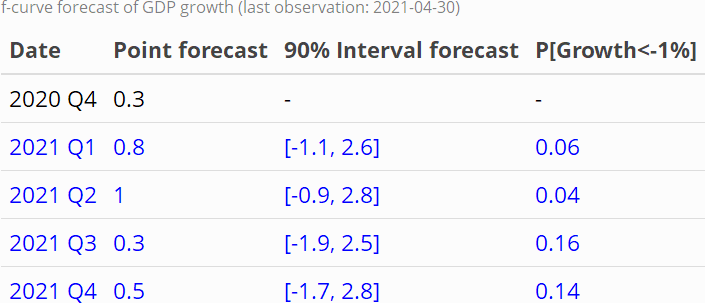 f-curve forecast of GDP growth (last observation: 2021-04-30)
Date Point forecast 90% Interval forecast P[Growth<-1%]
2020 Q4 0.3 - -
2021 Q1 0.8 [-1.1, 2.6] 0.06
2021 Q2 1 [-0.9, 2.8] 0.04
2021 Q3 0.3 [-1.9, 2.5] 0.16
2021 Q4 0.5 [-1.7, 2.8] 0.14